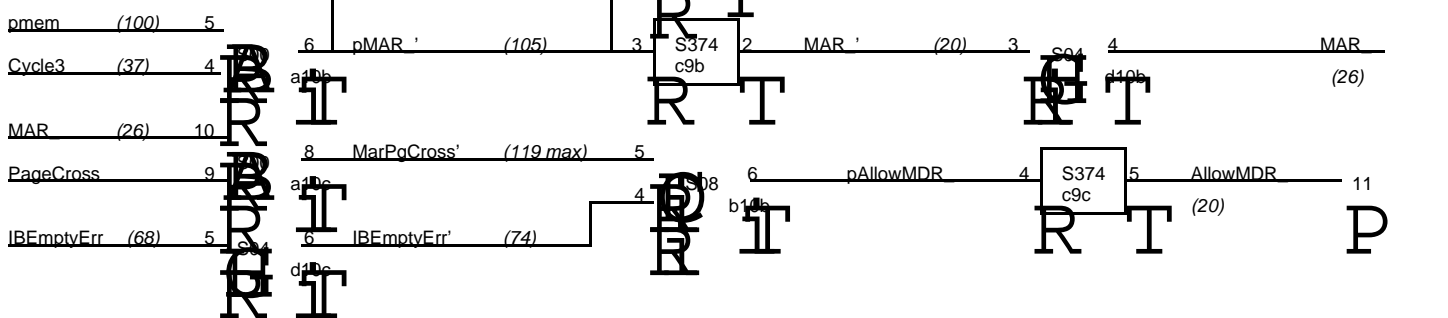 pmem (100) 5
6 pMAR_' (105) 3 S374 2 MAR_' (20) 3 S04 4 MAR_
Cycle3 (37) 4 c9b
a10b d10b (26)
R T R T
MAR_ (26) 10
8 MarPgCross' (119 max) 5
PageCross 9 6 pAllowMDR_ 4 S374 5 AllowMDR_ 11
a10c S08 c9c
4 b10b (20)
R T P
IBEmptyErr (68) 5 6 IBEmptyErr' (74)
S04 d10c